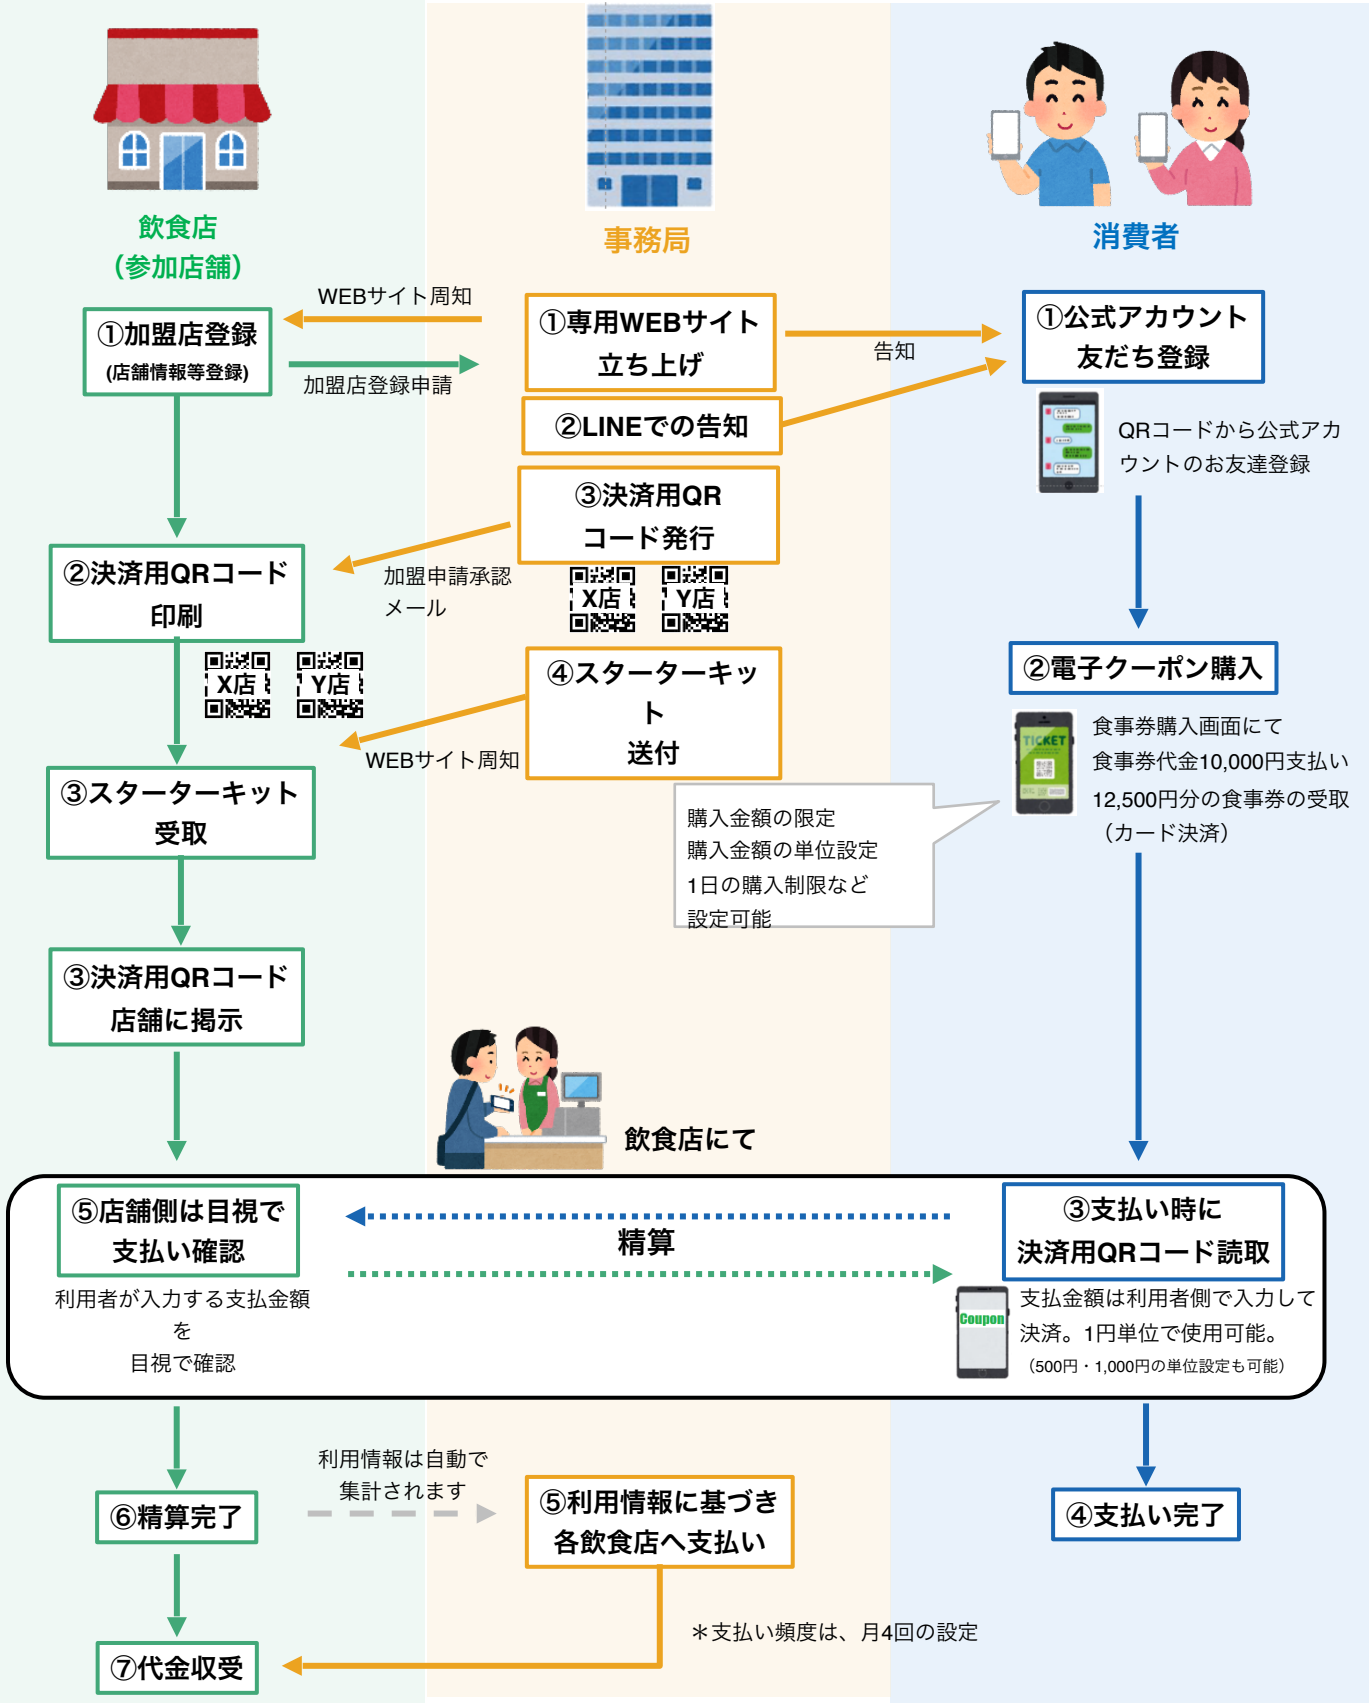 飲食店
（参加店舗）
事務局
消費者
WEBサイト周知
①加盟店登録
(店舗情報等登録)
加盟店登録申請
①専用WEBサイト
立ち上げ
告知
①公式アカウント
友だち登録
②LINEでの告知
QRコードから公式アカ
ウントのお友達登録
③決済用QR
コード発行
X店
Y店
加盟申請承認
メール
②決済用QRコード
印刷
X店
Y店
④スターターキッ
ト
送付
WEBサイト周知
②電子クーポン購入
TICKET
食事券購入画面にて
食事券代金10,000円支払い
12,500円分の食事券の受取
（カード決済）
③スターターキット
受取
購入金額の限定
購入金額の単位設定
1日の購入制限など
設定可能
③決済用QRコード
店舗に掲示
飲食店にて
⑤店舗側は目視で
支払い確認
利用者が入力する支払金額
を
目視で確認
精算
③支払い時に
決済用QRコード読取
Coupon
支払金額は利用者側で入力して
決済。1円単位で使用可能。
（500円・1,000円の単位設定も可能）
利用情報は自動で
集計されます
⑥精算完了
⑤利用情報に基づき
各飲食店へ支払い
④支払い完了
＊支払い頻度は、月4回の設定
⑦代金収受